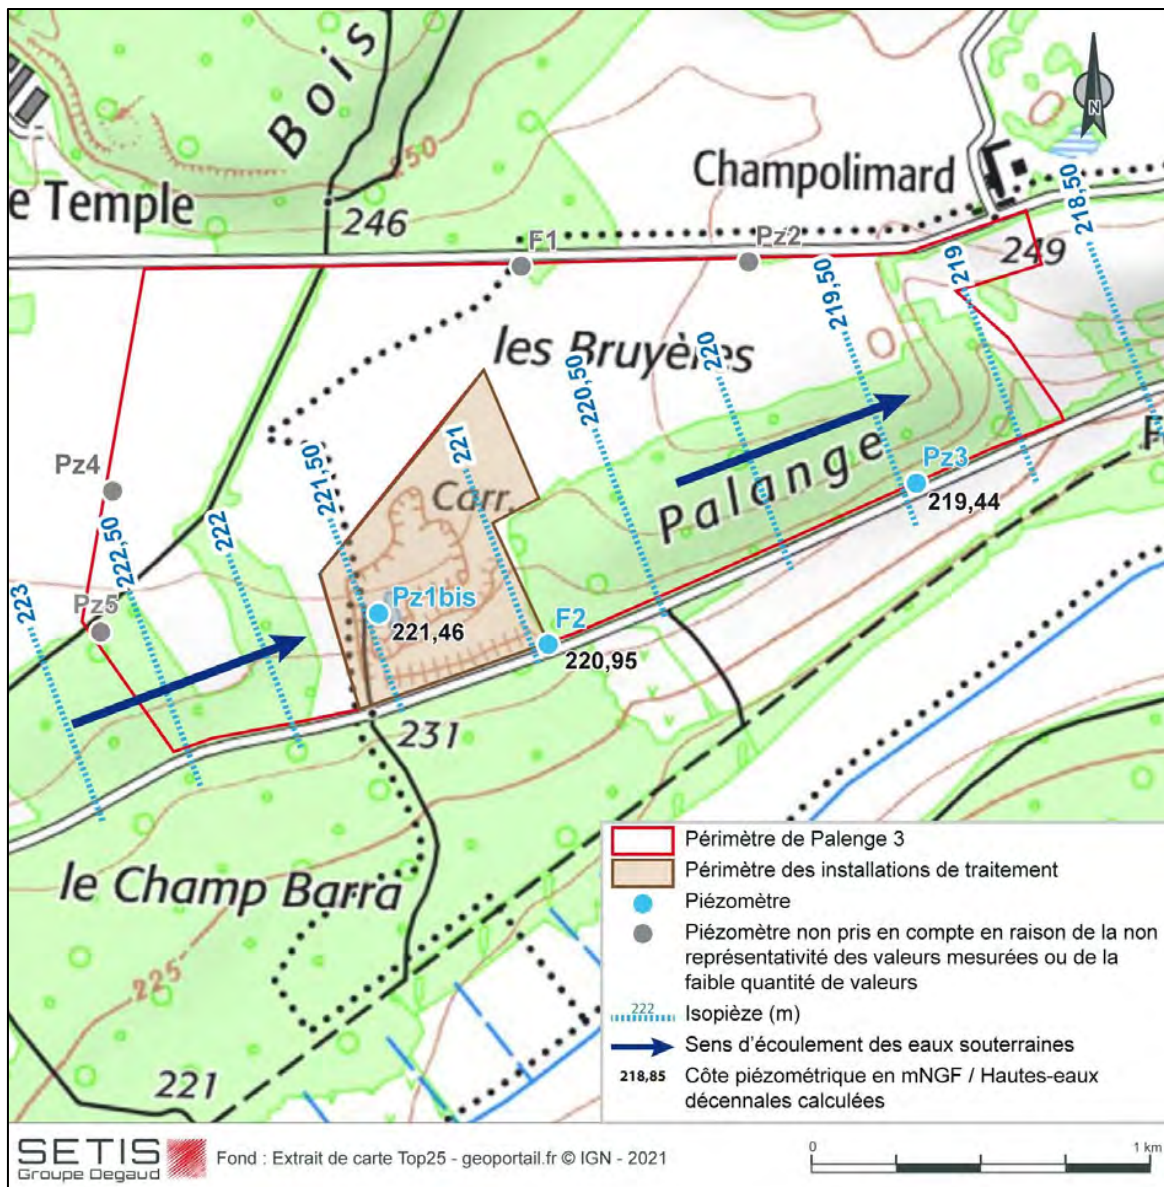 Bois
N
Champolimard
218,50
e Temple
250
246
F1
Pz2
249
219
219,50
les Bruyères
220
220,50
Pz4
221
221,50
Carr.
Palange
Pz3
219,44
F
222
222,50
223
Pz5
Pz1bis
221,46
F2
220,95
231
le Champ Barra
225
221
Périmètre de Palenge 3
Périmètre des installations de traitement
Piézomètre
Piézomètre non pris en compte en raison de la non
représentativité des valeurs mesurées ou de la
faible quantité de valeurs
222
Isopièze (m)
Sens d'écoulement des eaux souterraines
218,85
Côte piézométrique en mNGF / Hautes-eaux
décennales calculées
SETIS
Groupe Degaud
Fond : Extrait de carte Top25 - geoportail.fr © IGN - 2021
0
1 km